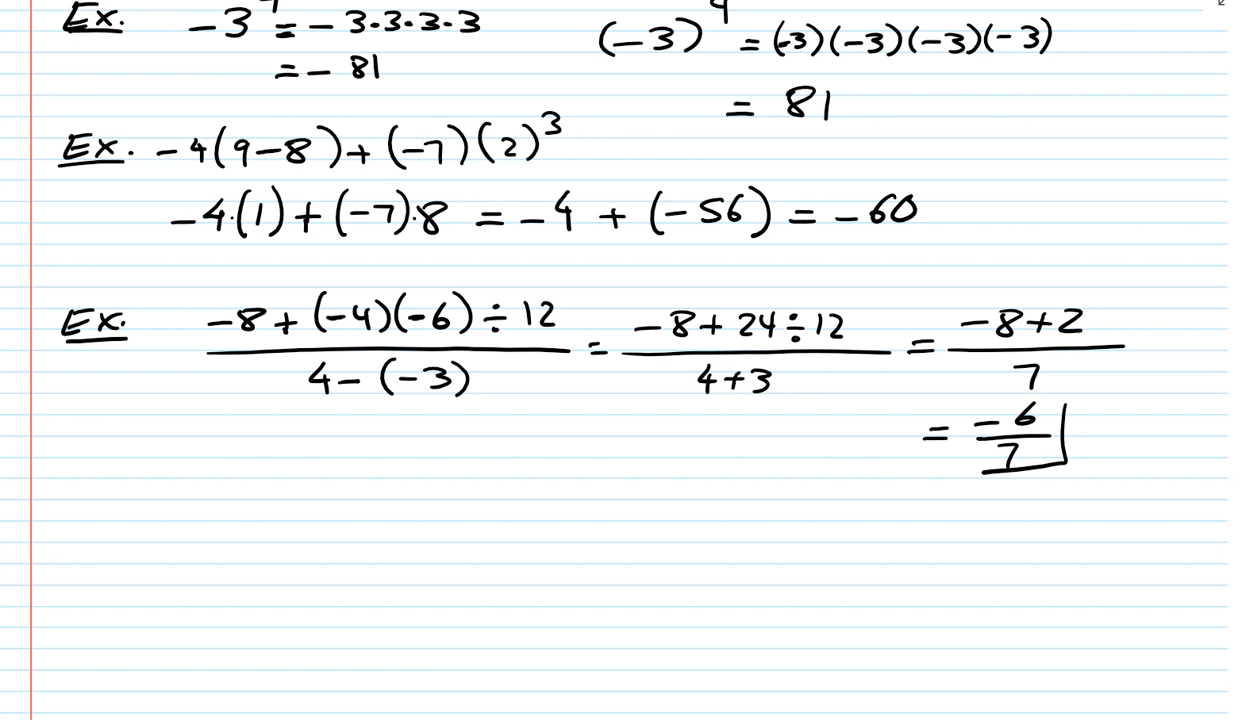 Ex. -3⁴ = - 3·3·3·3 (-3)⁴ = (-3)(-3)(-3)(-3)
= - 81
= 81
Ex. -4(9-8) + (-7)(2)³
-4·(1) + (-7)·8 = -4 + (-56) = -60
Ex. -8 + (-4)(-6) ÷ 12 / 4 - (-3) = -8 + 24 ÷ 12 / 4 + 3 = -8 + 2 / 7
= -6 / 7